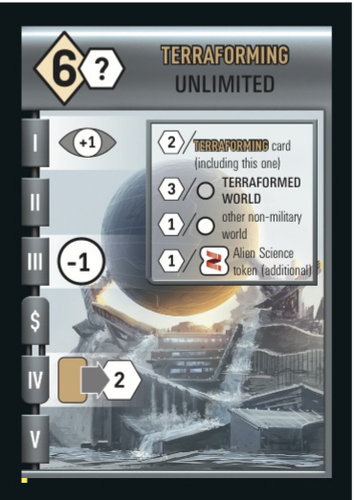 6 ?
TERRAFORMING
UNLIMITED
I
+1
2 / TERRAFORMING card
(including this one)
3 / TERRAFORMED
WORLD
1 / other non-military
world
1 / Alien Science
token (additional)
II
III
-1
$
IV
2
V